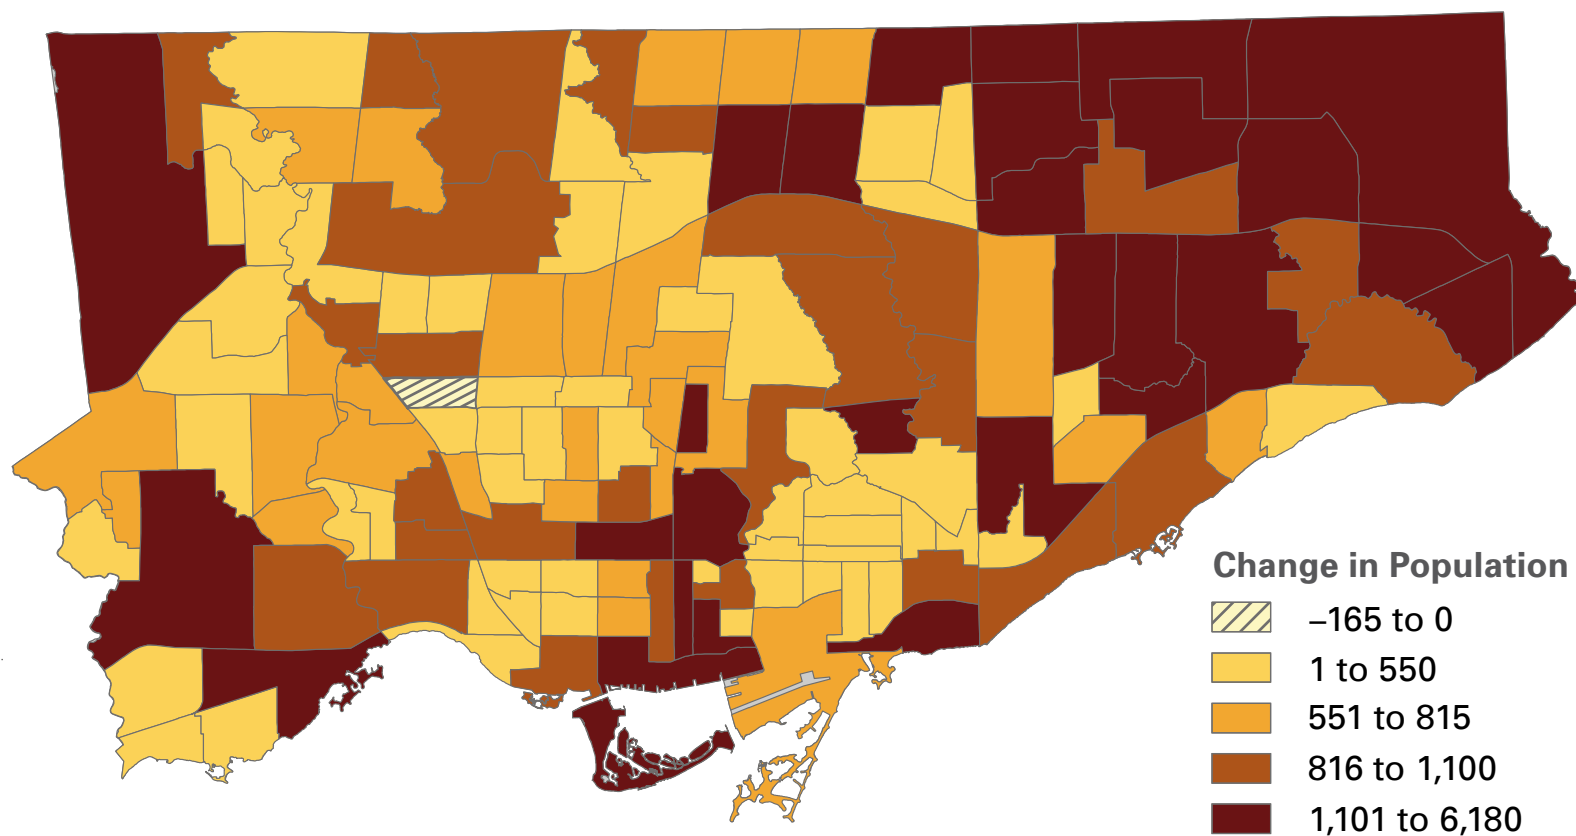 Change in Population
–165 to 0
1 to 550
551 to 815
816 to 1,100
1,101 to 6,180